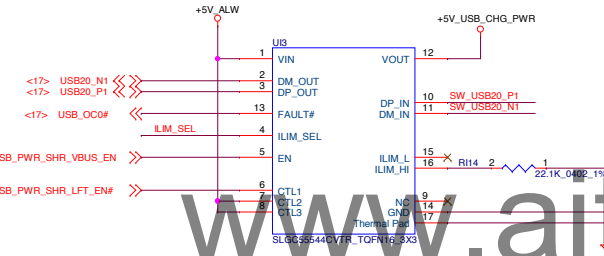 +5V_ALW
+5V_USB_CHG_PWR
UI3
1 VIN VOUT 12
<17> USB20_N1 2 DM_OUT
<17> USB20_P1 3 DP_OUT
DP_IN 10 SW_USB20_P1
DM_IN 11 SW_USB20_N1
<17> USB_OC0# 13 FAULT#
ILIM_SEL 4 ILIM_SEL
SB_PWR_SHR_VBUS_EN 5 EN
ILIM_L 15
ILIM_HI 16 RI14 2 1
22.1K_0402_1%
SB_PWR_SHR_LFT_EN# 6 CTL1
7 CTL2
8 CTL3
NC 9
GND 14
Thermal Pad 17
SLGC55544CVTR_TQFN16_3X3
www.ai